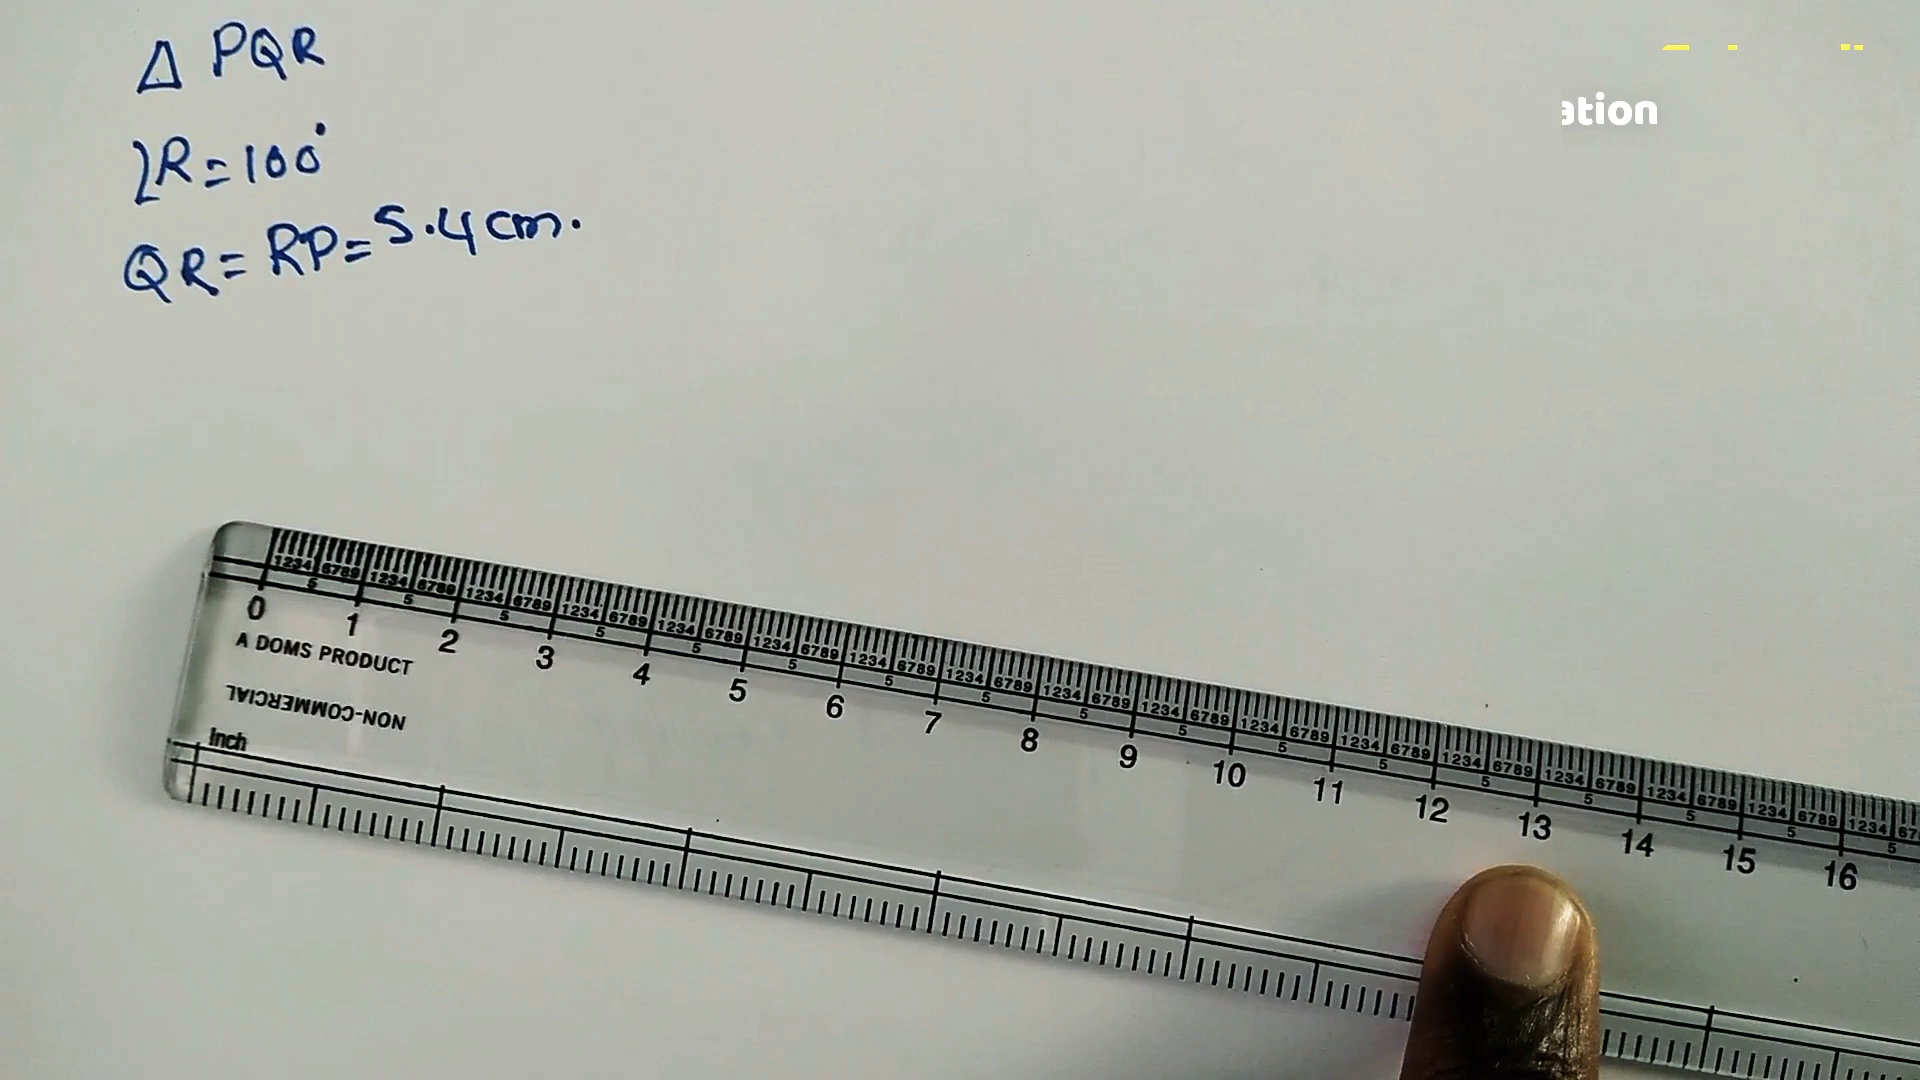 Δ PQR
∠R = 100°
QR = RP = 5.4 cm.
ation
0 1 2 3 4 5 6 7 8 9 10 11 12 13 14 15 16
A DOMS PRODUCT
NON-COMMERCIAL
Inch